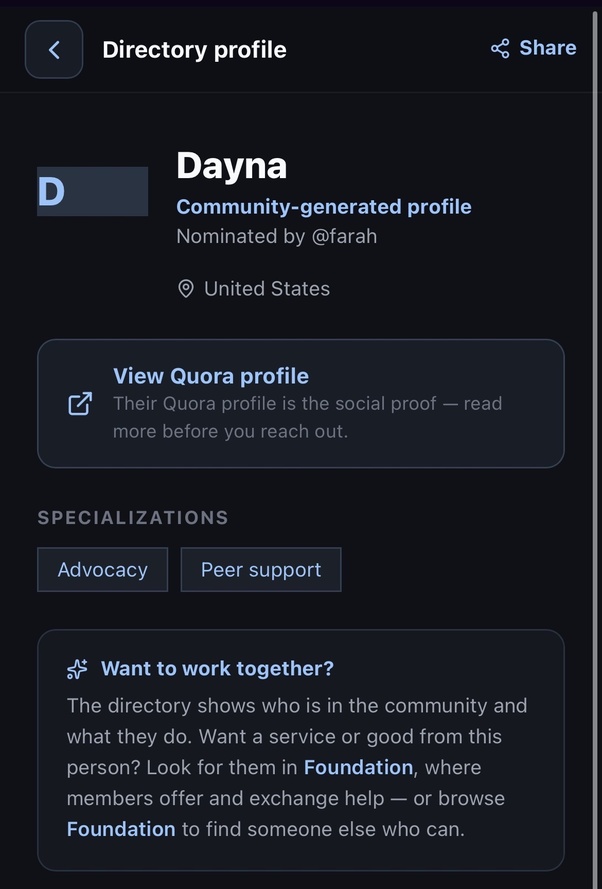 Directory profile
Share
D
Dayna
Community-generated profile
Nominated by @farah
United States
View Quora profile
Their Quora profile is the social proof — read
more before you reach out.
SPECIALIZATIONS
Advocacy
Peer support
Want to work together?
The directory shows who is in the community and
what they do. Want a service or good from this
person? Look for them in Foundation, where
members offer and exchange help — or browse
Foundation to find someone else who can.